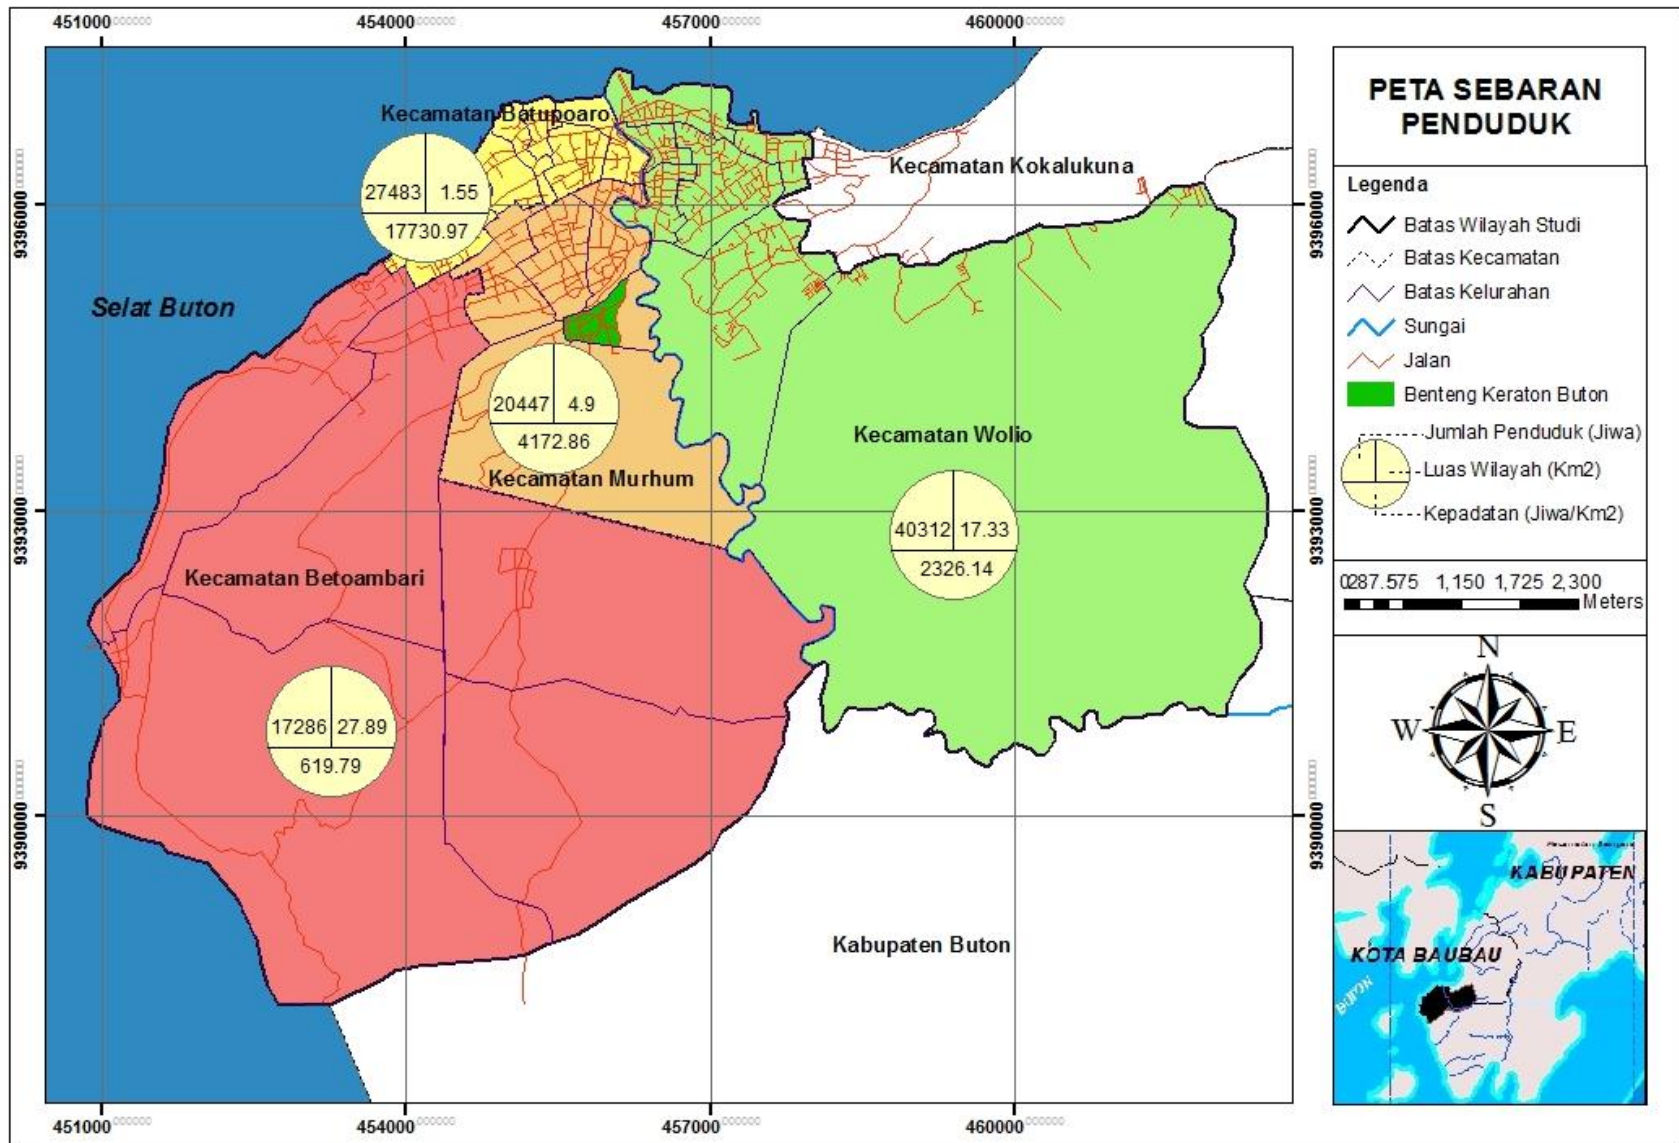 451000
454000
457000
460000
9396000
9393000
9390000
Kecamatan Batupoaro
27483
1.55
17730.97
Kecamatan Kokalukuna
Selat Buton
20447
4.9
4172.86
Kecamatan Murhum
Kecamatan Wolio
40312
17.33
2326.14
Kecamatan Betoambari
17286
27.89
619.79
Kabupaten Buton
9396000
9393000
9390000
451000
454000
457000
460000
PETA SEBARAN
PENDUDUK
Legenda
Batas Wilayah Studi
Batas Kecamatan
Batas Kelurahan
Sungai
Jalan
Benteng Keraton Buton
Jumlah Penduduk (Jiwa)
Luas Wilayah (Km2)
Kepadatan (Jiwa/Km2)
0287.575 1,150 1,725 2,300
Meters
N
W
E
S
KABUPATEN
KOTA BAUBAU
BUTON